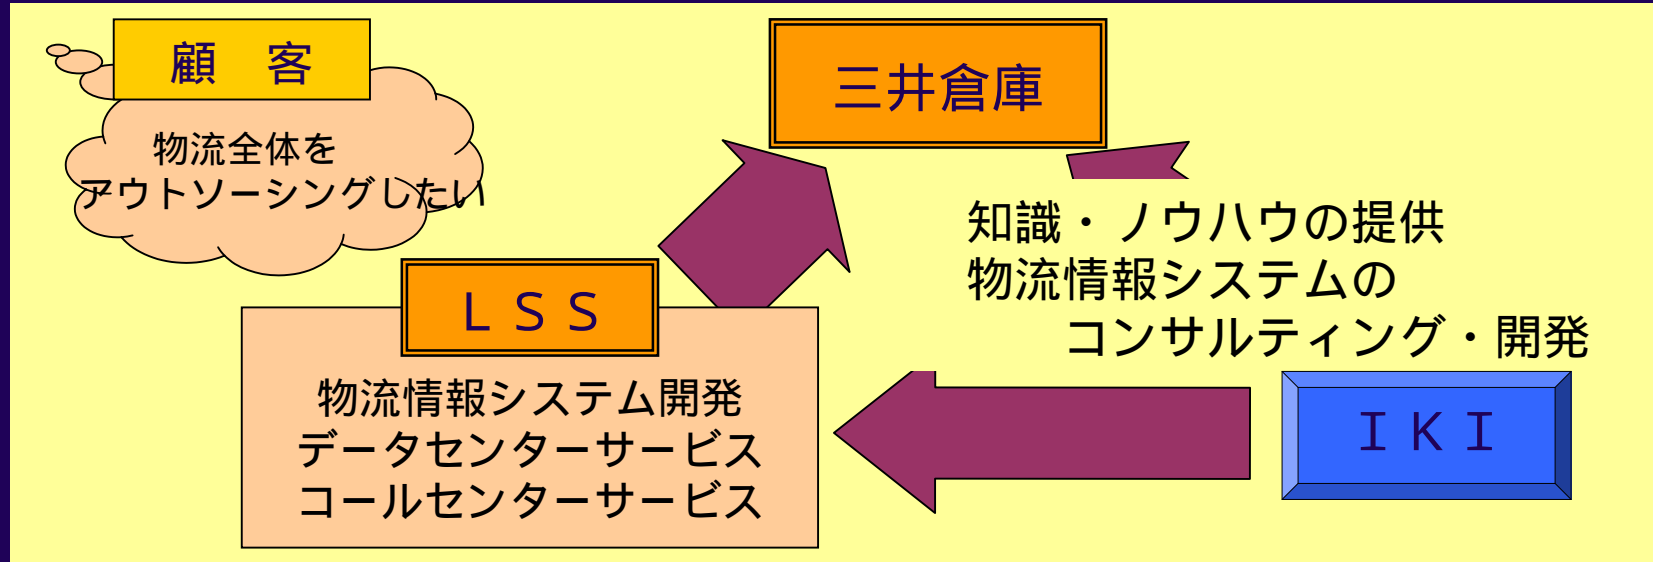 顧　客
物流全体を
アウトソーシングしたい
三井倉庫
知識・ノウハウの提供
物流情報システムの
コンサルティング・開発
ＬＳＳ
物流情報システム開発
データセンターサービス
コールセンターサービス
ＩＫＩ